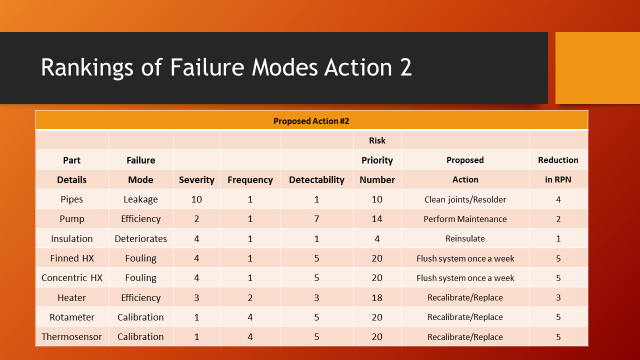 Rankings of Failure Modes Action 2
Proposed Action #2
Risk
Part Failure Priority Proposed Reduction
Details Mode Severity Frequency Detectability Number Action in RPN
Pipes Leakage 10 1 1 10 Clean joints/Resolder 4
Pump Efficiency 2 1 7 14 Perform Maintenance 2
Insulation Deteriorates 4 1 1 4 Reinsulate 1
Finned HX Fouling 4 1 5 20 Flush system once a week 5
Concentric HX Fouling 4 1 5 20 Flush system once a week 5
Heater Efficiency 3 2 3 18 Recalibrate/Replace 3
Rotameter Calibration 1 4 5 20 Recalibrate/Replace 5
Thermosensor Calibration 1 4 5 20 Recalibrate/Replace 5